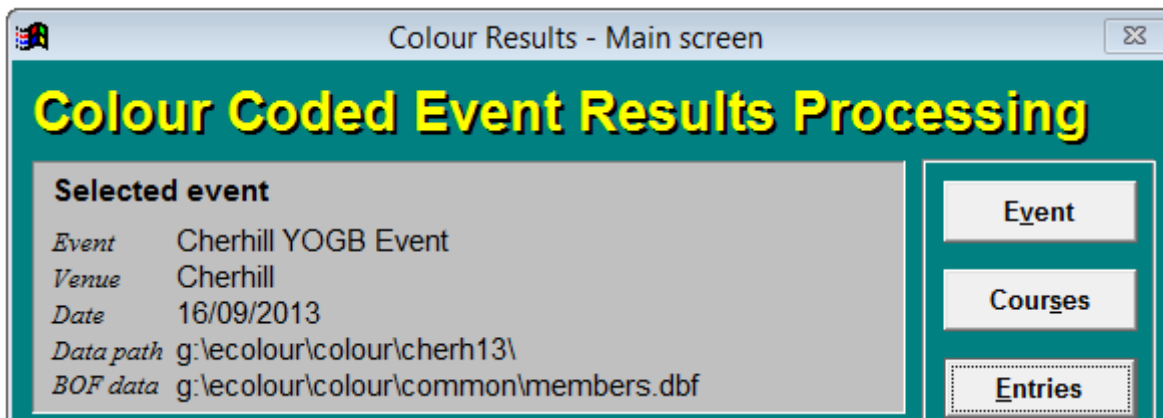 Colour Results - Main screen
Colour Coded Event Results Processing
Selected event
Event Cherhill YOGB Event
Venue Cherhill
Date 16/09/2013
Data path g:\ecolour\colour\cherh13\
BOF data g:\ecolour\colour\common\members.dbf
Event
Courses
Entries